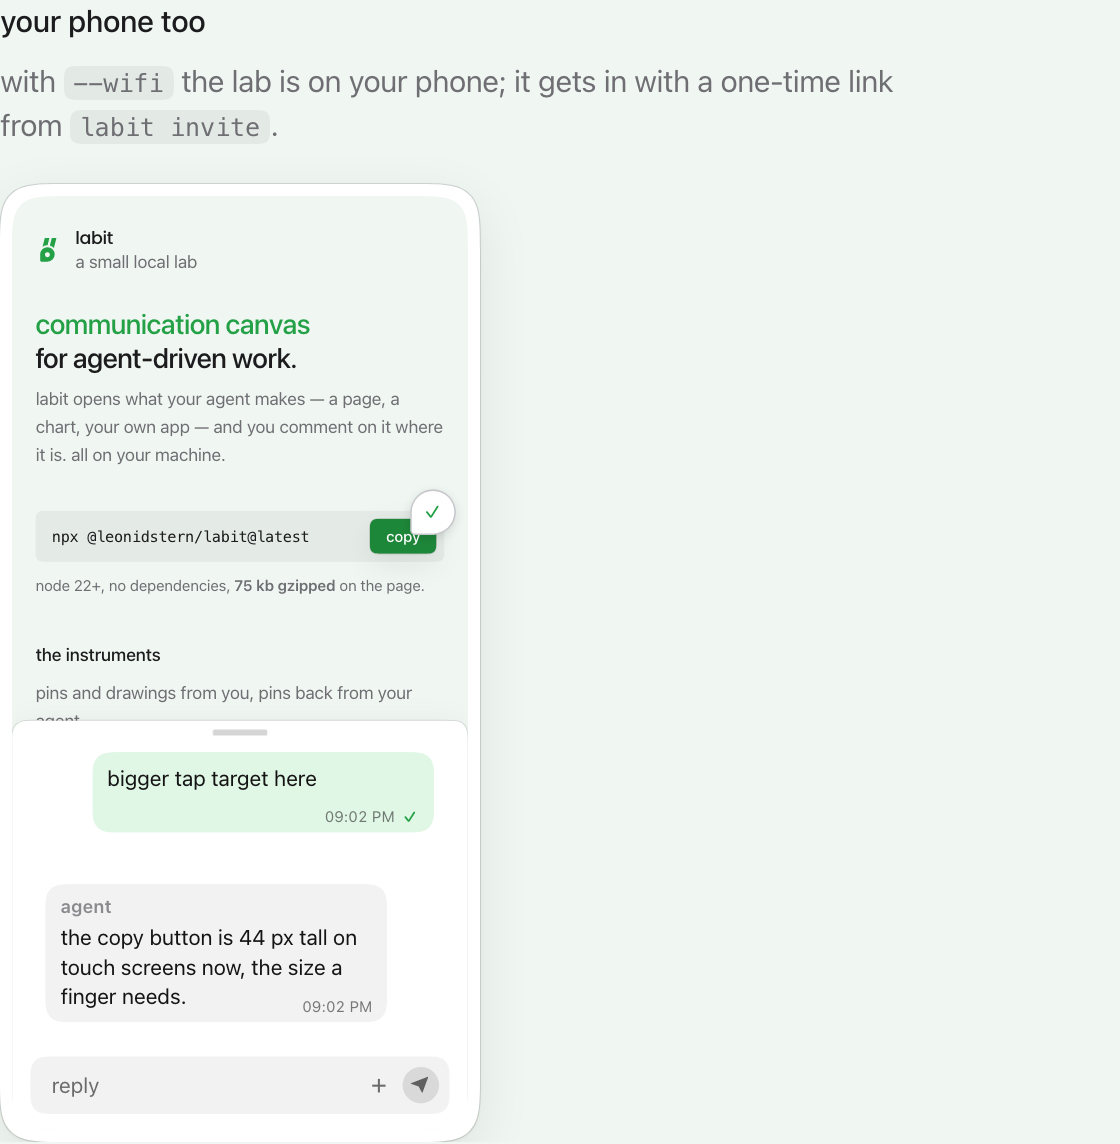 your phone too
with --wifi the lab is on your phone; it gets in with a one-time link
from labit invite.
labit
a small local lab
communication canvas
for agent-driven work.
labit opens what your agent makes — a page, a
chart, your own app — and you comment on it where
it is. all on your machine.
npx @leonidstern/labit@latest
copy
node 22+, no dependencies, 75 kb gzipped on the page.
the instruments
pins and drawings from you, pins back from your
agent
bigger tap target here
09:02 PM ✓
agent
the copy button is 44 px tall on
touch screens now, the size a
finger needs.
09:02 PM
reply